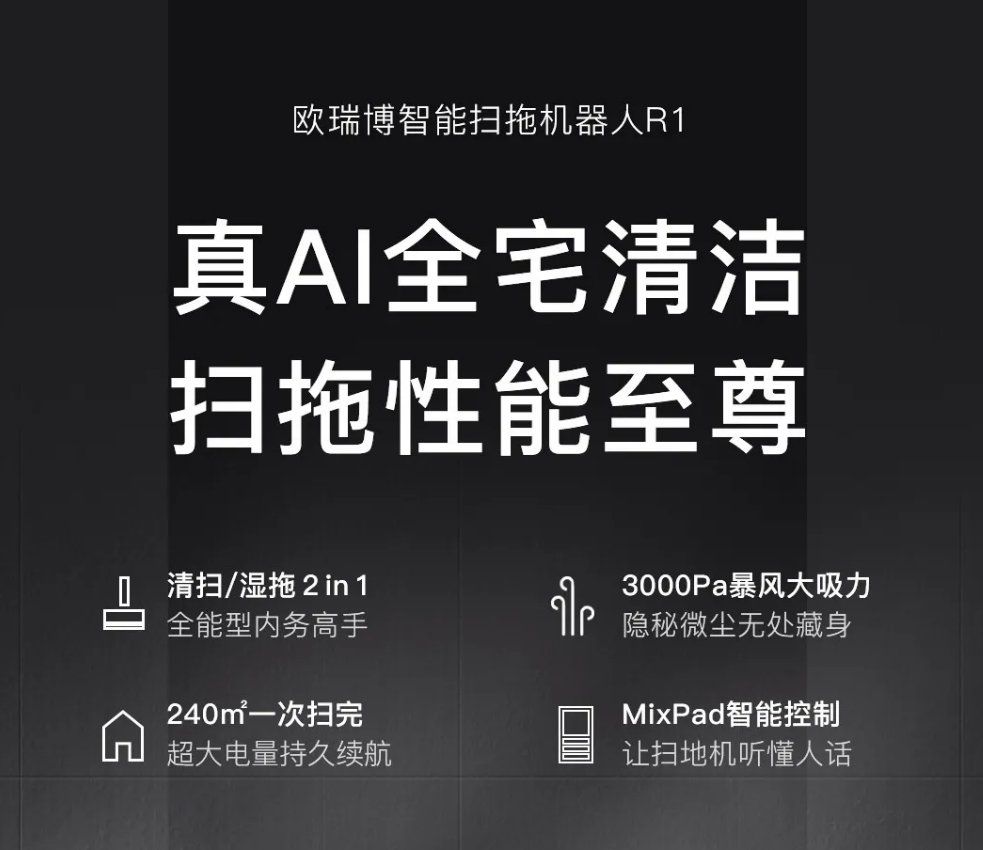 欧瑞博智能扫拖机器人R1
真AI全宅清洁
扫拖性能至尊
清扫/湿拖 2 in 1
全能型内务高手
3000Pa暴风大吸力
隐秘微尘无处藏身
240㎡一次扫完
超大电量持久续航
MixPad智能控制
让扫地机听懂人话